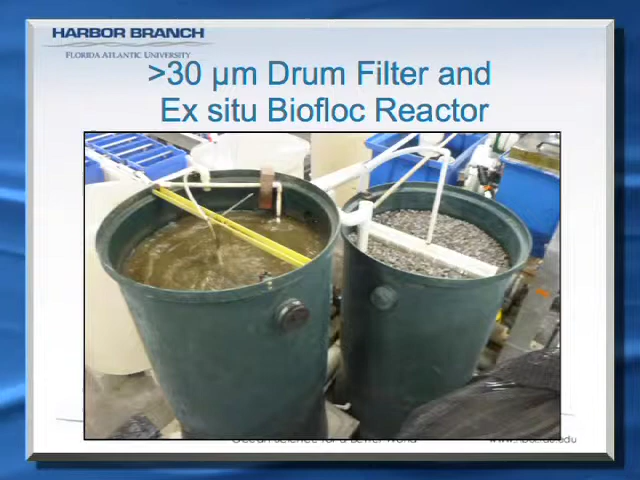 HARBOR BRANCH
FLORIDA ATLANTIC UNIVERSITY
>30 µm Drum Filter and
Ex situ Biofloc Reactor